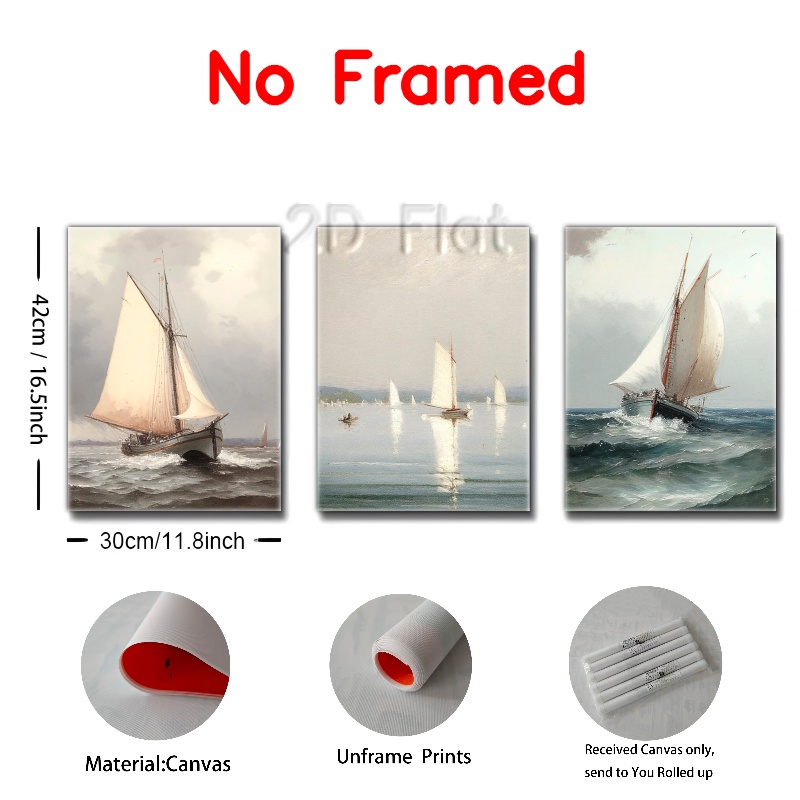 No Framed
2D Flat
42cm / 16.5inch
30cm/11.8inch
Material:Canvas
Unframe Prints
Received Canvas only,
send to You Rolled up